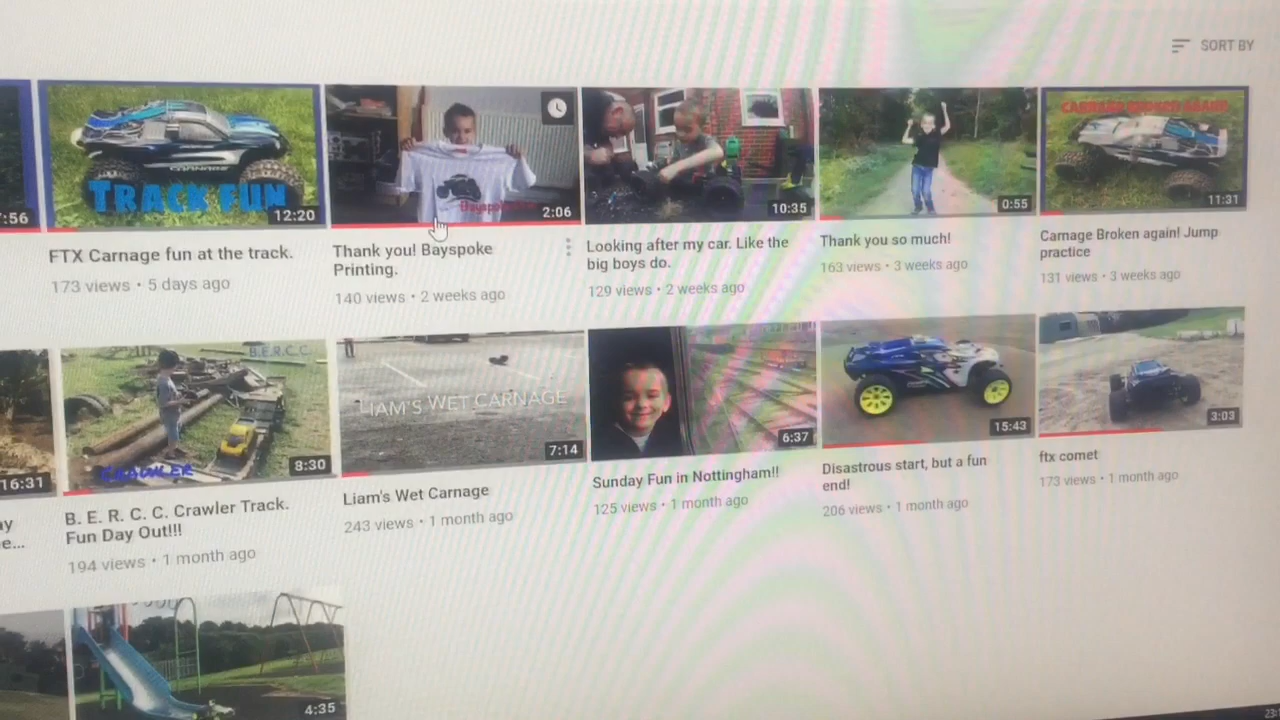 SORT BY
:56
TRACK FUN
12:20
2:06
10:35
0:55
CARNAGE BROKEN AGAIN
11:31
FTX Carnage fun at the track.
173 views • 5 days ago
Thank you! Bayspoke
Printing.
140 views • 2 weeks ago
Looking after my car. Like the
big boys do.
129 views • 2 weeks ago
Thank you so much!
163 views • 3 weeks ago
Carnage Broken again! Jump
practice
131 views • 3 weeks ago
16:31
B.E.R.C.C.
CRAWLER
8:30
LIAM'S WET CARNAGE
7:14
6:37
15:43
3:03
B. E. R. C. C. Crawler Track.
Fun Day Out!!!
194 views • 1 month ago
Liam's Wet Carnage
243 views • 1 month ago
Sunday Fun in Nottingham!!
125 views • 1 month ago
Disastrous start, but a fun
end!
206 views • 1 month ago
ftx comet
173 views • 1 month ago
4:35